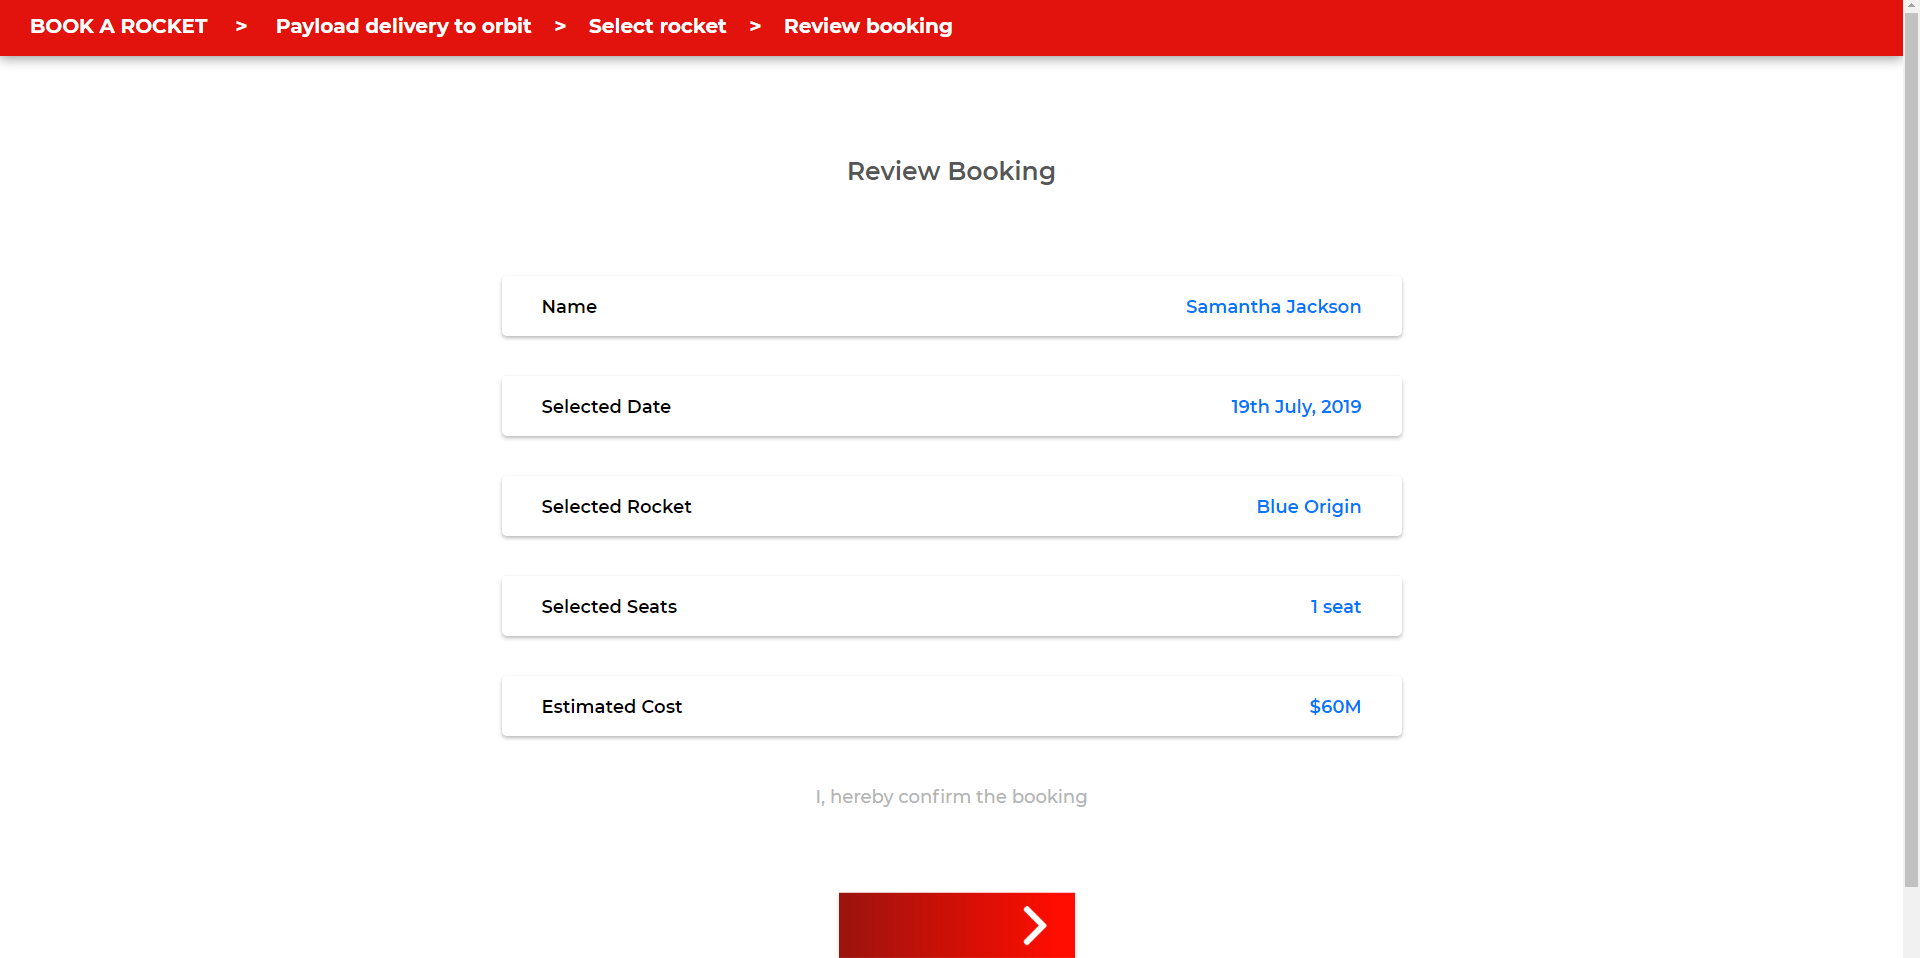 BOOK A ROCKET > Payload delivery to orbit > Select rocket > Review booking
Review Booking
Name Samantha Jackson
Selected Date 19th July, 2019
Selected Rocket Blue Origin
Selected Seats 1 seat
Estimated Cost $60M
I, hereby confirm the booking